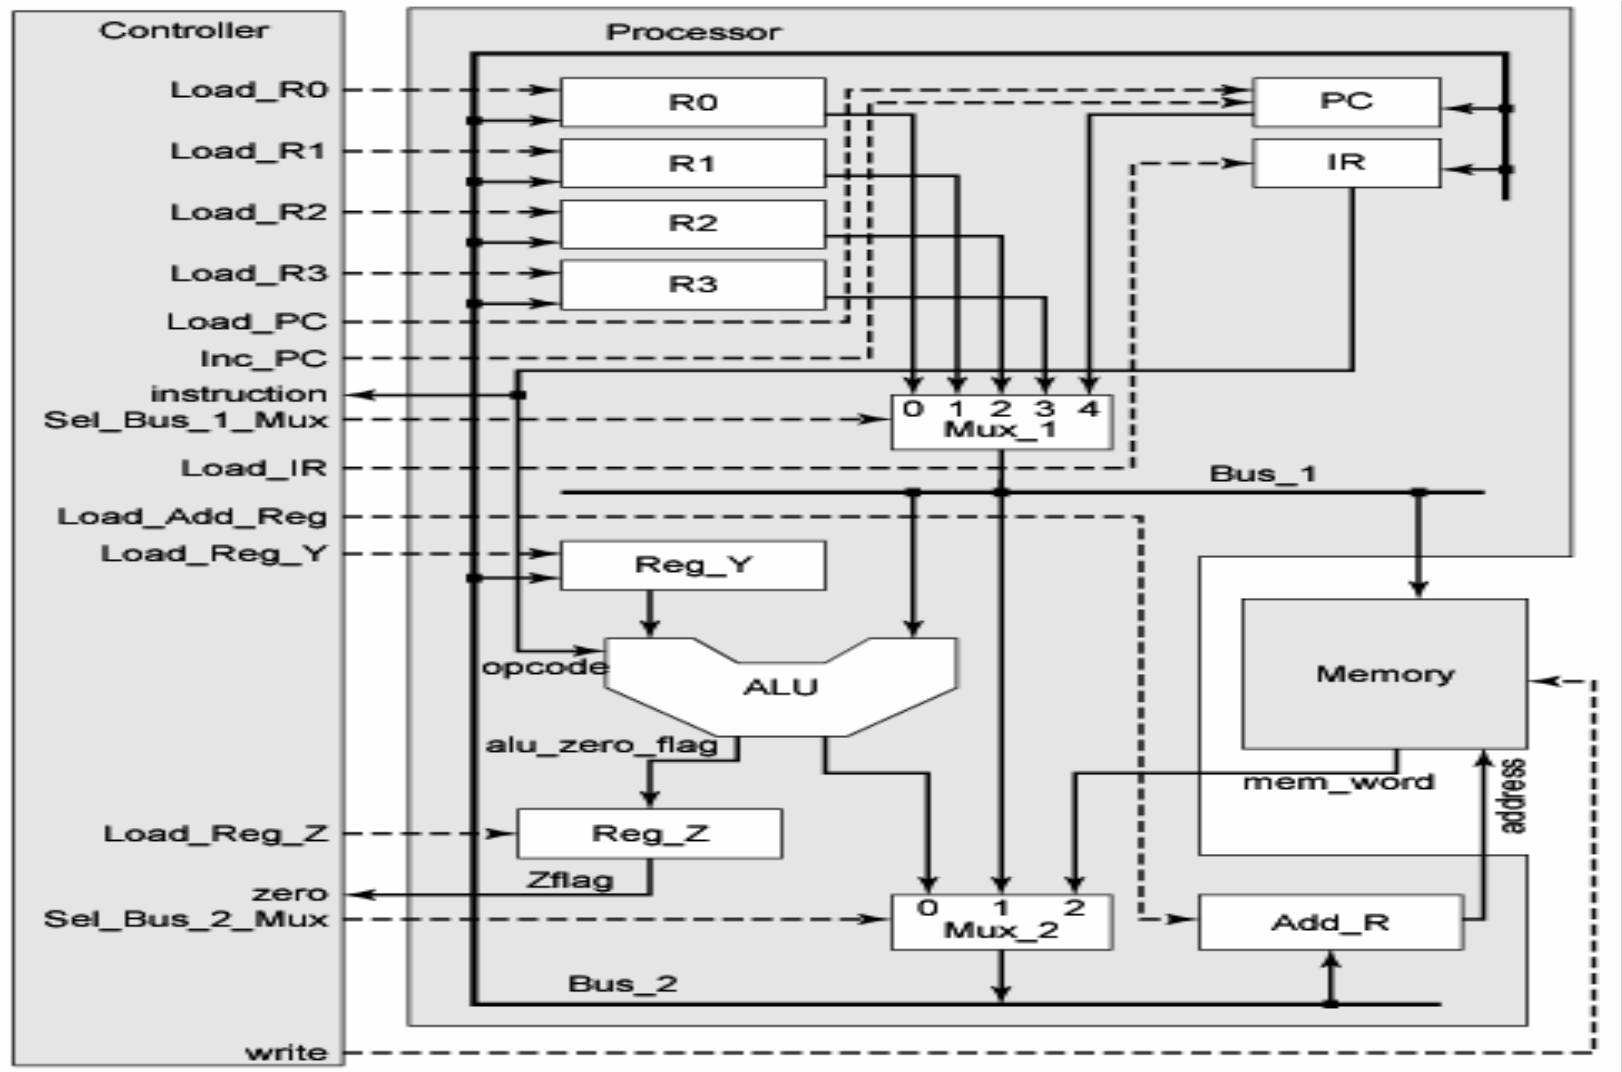 Controller
Processor
Load_R0
R0
PC
Load_R1
R1
IR
Load_R2
R2
Load_R3
R3
Load_PC
Inc_PC
instruction
Sel_Bus_1_Mux
0 1 2 3 4
Mux_1
Load_IR
Bus_1
Load_Add_Reg
Load_Reg_Y
Reg_Y
opcode
ALU
Memory
alu_zero_flag
mem_word
address
Load_Reg_Z
Reg_Z
Zflag
zero
Sel_Bus_2_Mux
0 1 2
Mux_2
Add_R
Bus_2
write